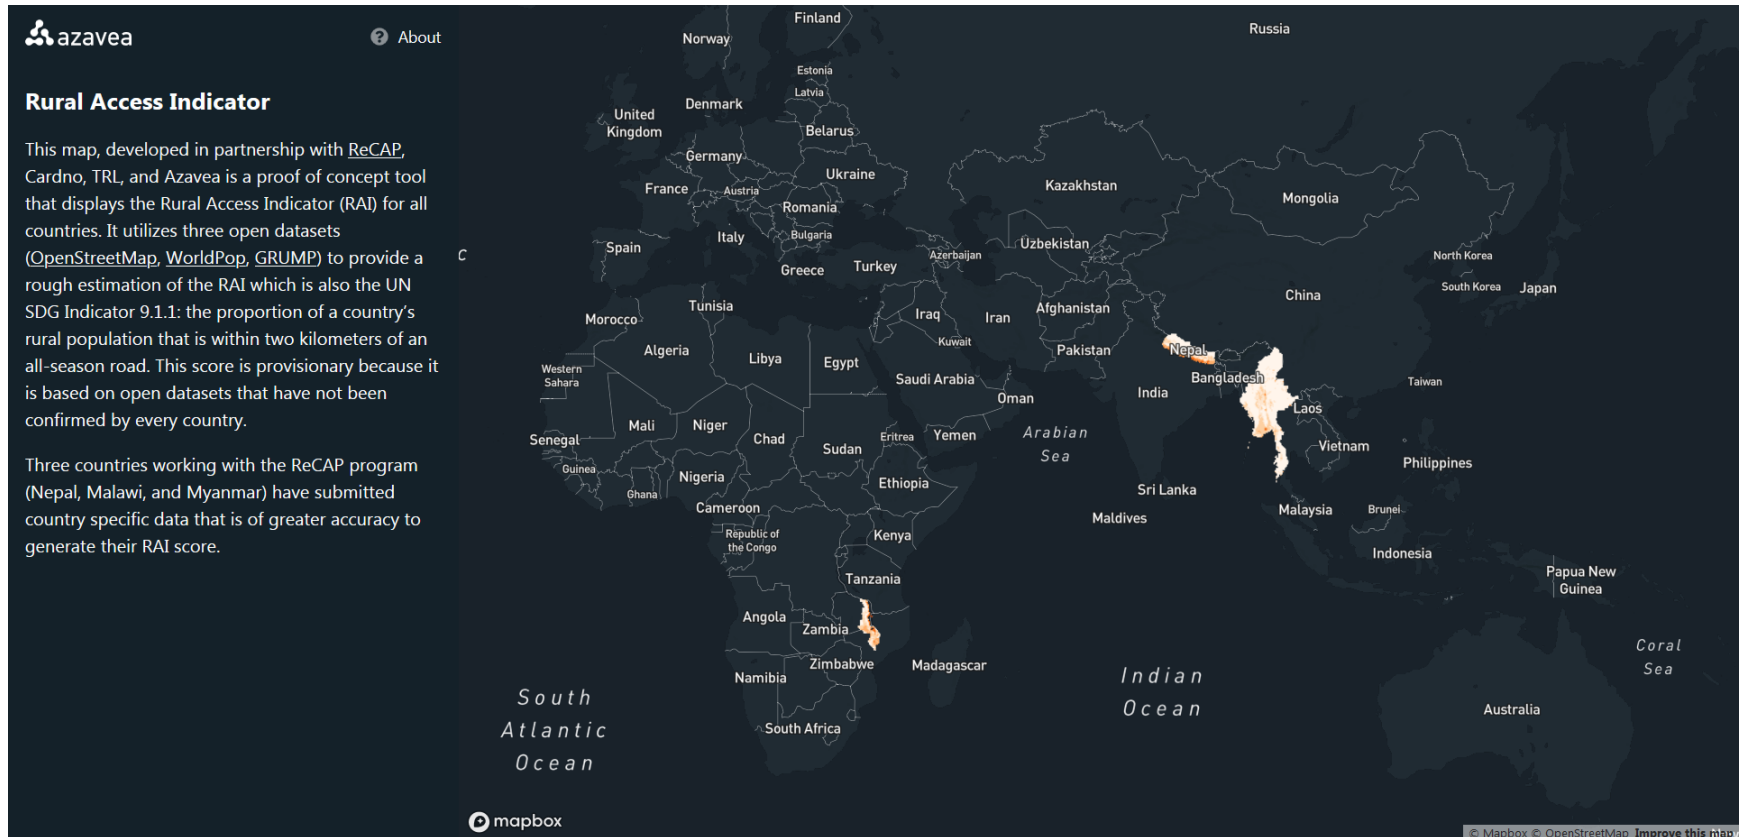 azavea
About
Rural Access Indicator
This map, developed in partnership with ReCAP,
Cardno, TRL, and Azavea is a proof of concept tool
that displays the Rural Access Indicator (RAI) for all
countries. It utilizes three open datasets
(OpenStreetMap, WorldPop, GRUMP) to provide a
rough estimation of the RAI which is also the UN
SDG Indicator 9.1.1: the proportion of a country’s
rural population that is within two kilometers of an
all-season road. This score is provisionary because it
is based on open datasets that have not been
confirmed by every country.
Three countries working with the ReCAP program
(Nepal, Malawi, and Myanmar) have submitted
country specific data that is of greater accuracy to
generate their RAI score.
Finland
Russia
Norway
Estonia
Latvia
Denmark
United
Kingdom
Belarus
Germany
Ukraine
France
Austria
Kazakhstan
Mongolia
Romania
Italy
Bulgaria
Spain
Uzbekistan
Azerbaijan
North Korea
Greece
Turkey
South Korea
Japan
China
Tunisia
Afghanistan
Morocco
Iraq
Iran
Kuwait
Algeria
Libya
Egypt
Pakistan
Nepal
Western
Sahara
Saudi Arabia
Bangladesh
Taiwan
India
Oman
Laos
Mali
Niger
Chad
Eritrea
Yemen
Arabian
Sea
Senegal
Sudan
Vietnam
Guinea
Nigeria
Ethiopia
Philippines
Ghana
Sri Lanka
Cameroon
Maldives
Malaysia
Brunei
Republic of
the Congo
Kenya
Indonesia
Tanzania
Papua New
Guinea
Angola
Zambia
Coral
Sea
Zimbabwe
Madagascar
Namibia
Indian
Ocean
South
Atlantic
Ocean
Australia
South Africa
mapbox
© Mapbox © OpenStreetMap Improve this map